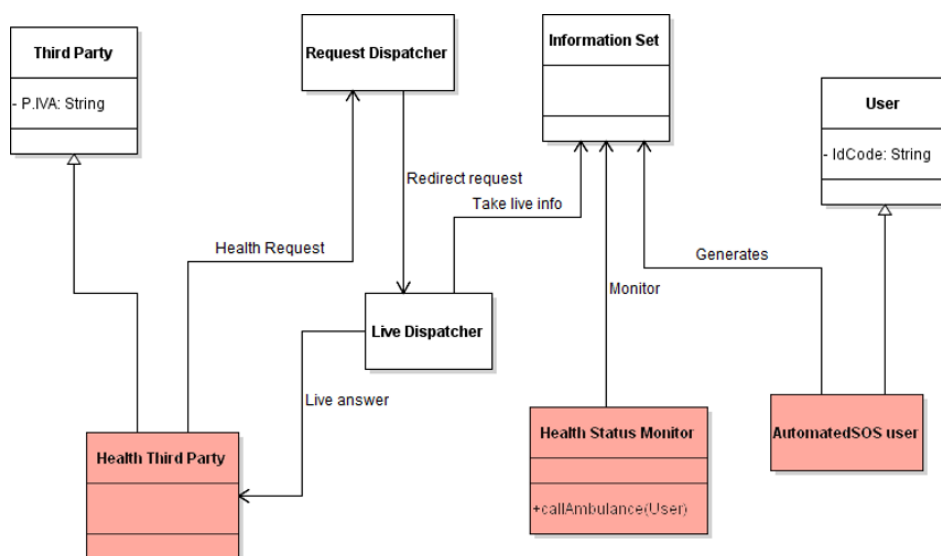 Third Party
- P.IVA: String
Request Dispatcher
Information Set
User
- IdCode: String
Redirect request
Take live info
Health Request
Generates
Monitor
Live Dispatcher
Live answer
Health Third Party
Health Status Monitor
+callAmbulance(User)
AutomatedSOS user